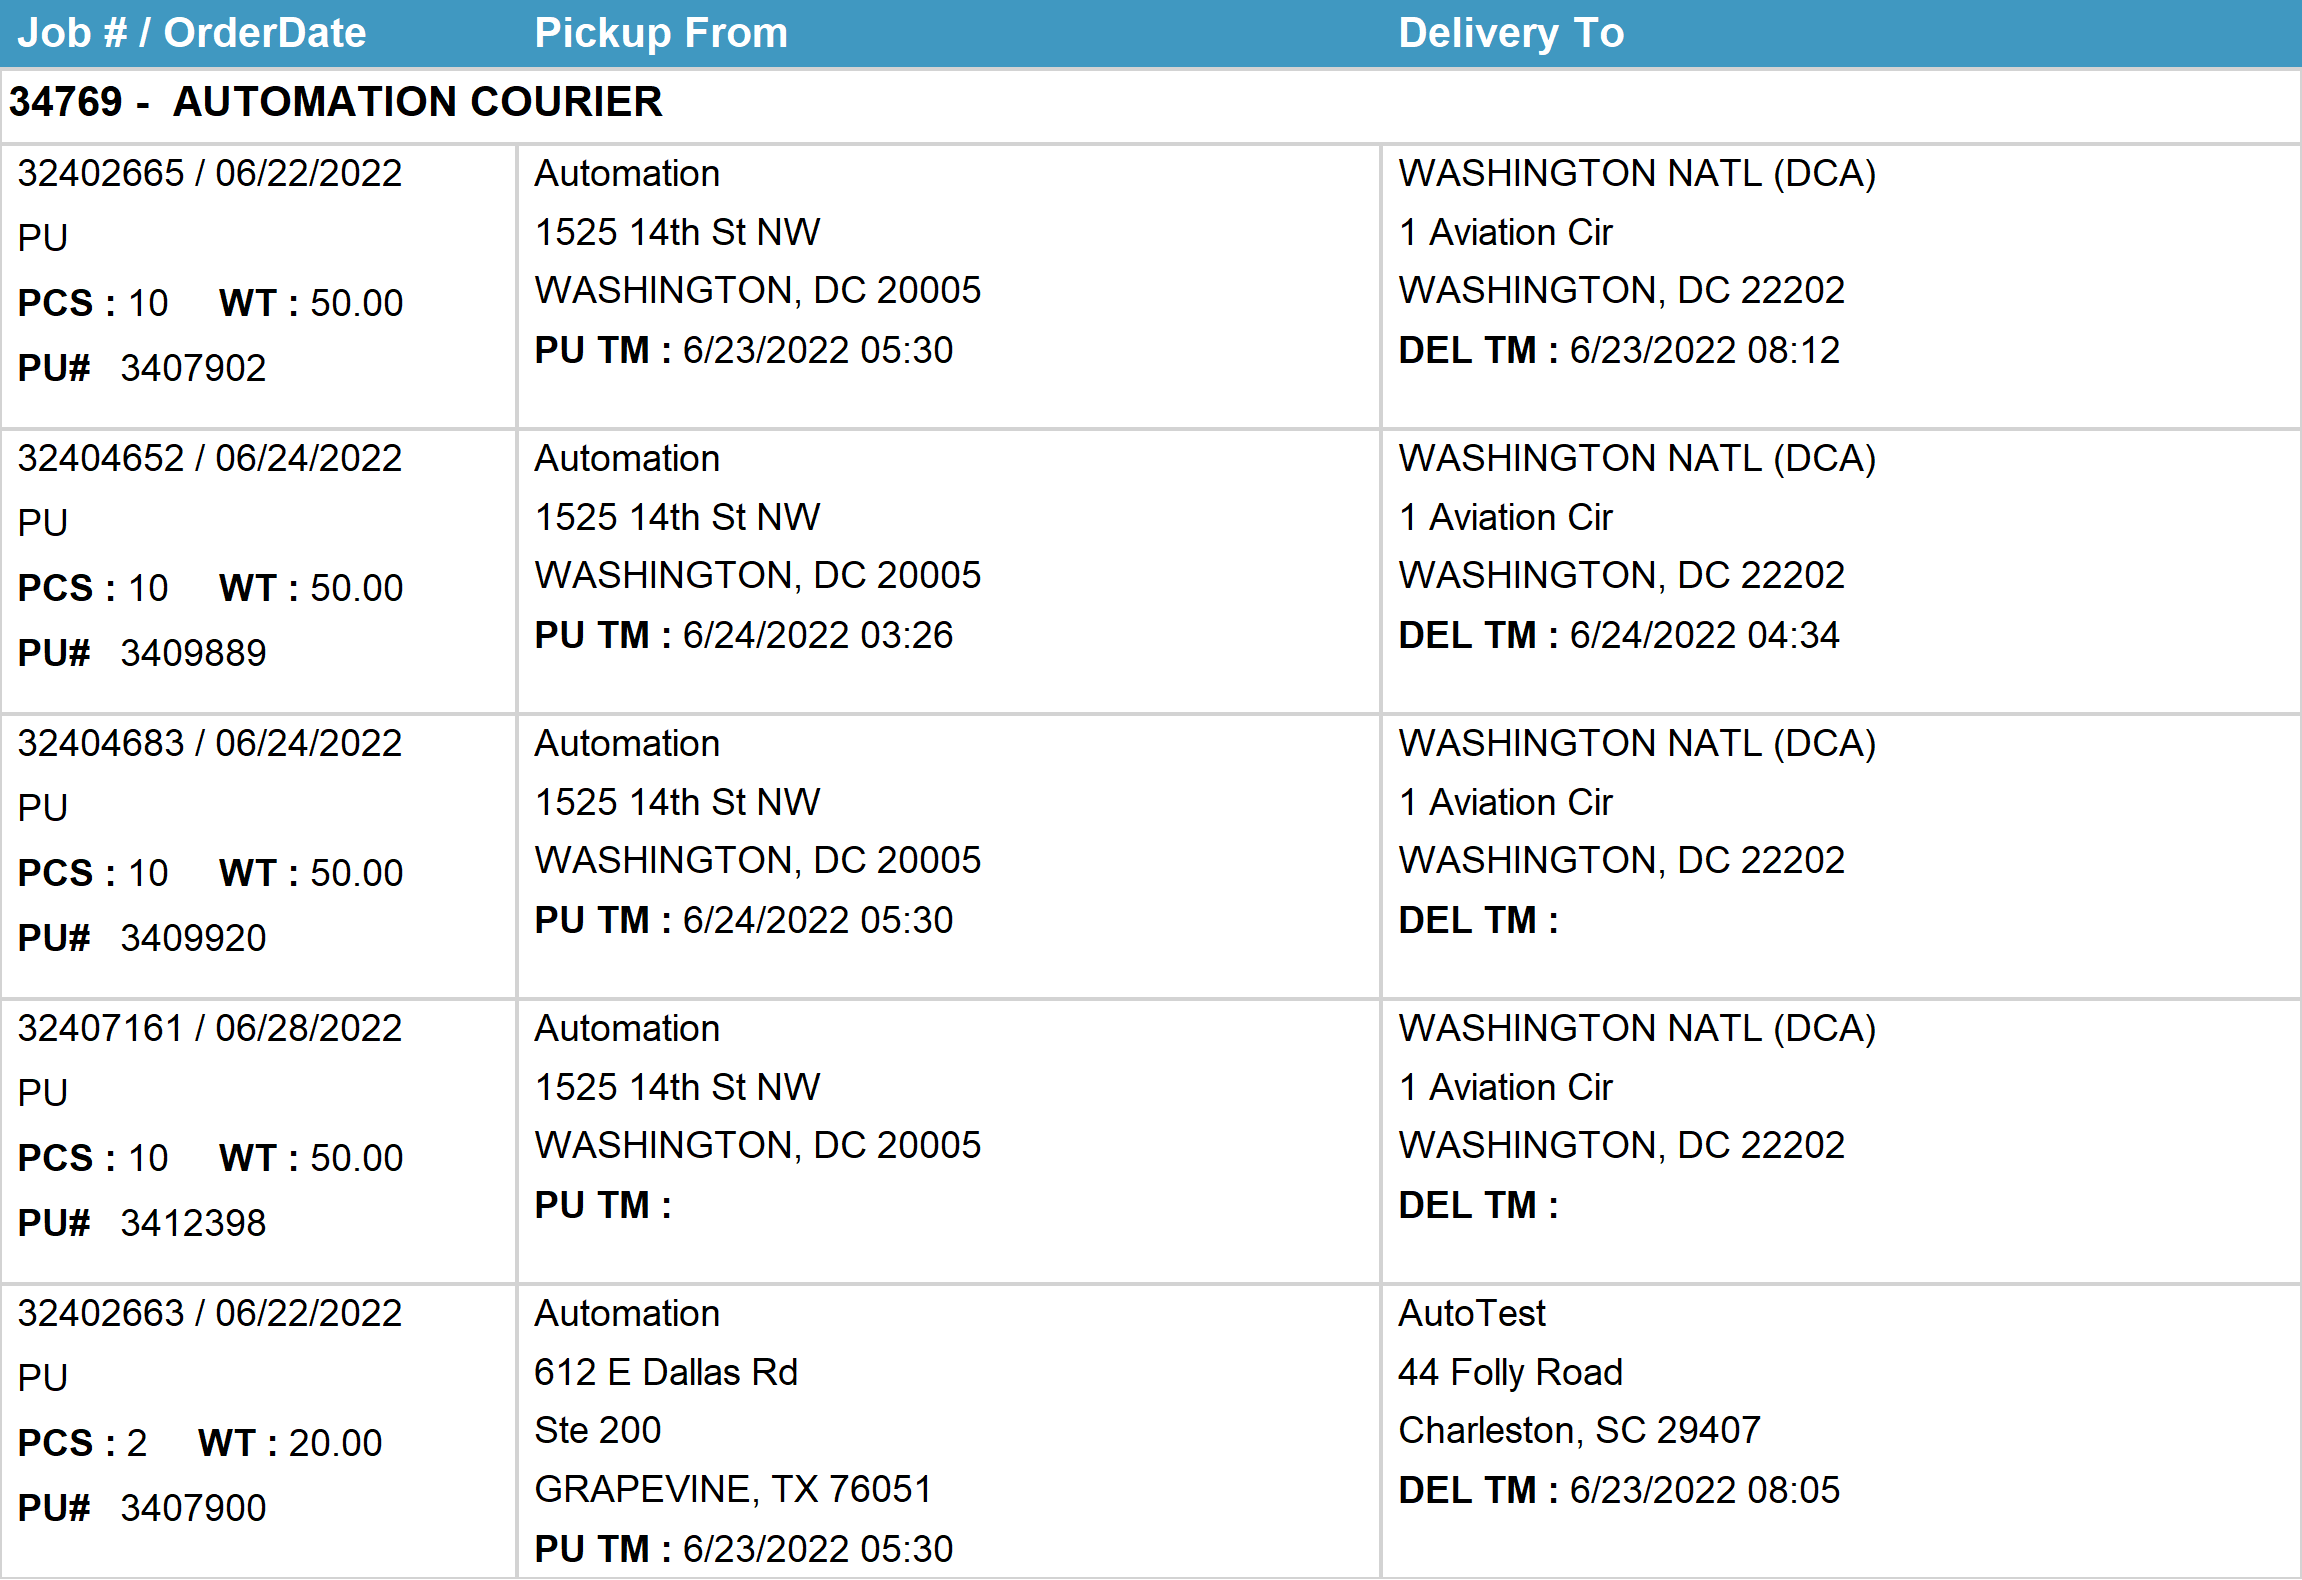 Job # / OrderDate Pickup From Delivery To
34769 - AUTOMATION COURIER
32402665 / 06/22/2022
PU
PCS : 10 WT : 50.00
PU# 3407902
Automation
1525 14th St NW
WASHINGTON, DC 20005
PU TM : 6/23/2022 05:30
WASHINGTON NATL (DCA)
1 Aviation Cir
WASHINGTON, DC 22202
DEL TM : 6/23/2022 08:12
32404652 / 06/24/2022
PU
PCS : 10 WT : 50.00
PU# 3409889
Automation
1525 14th St NW
WASHINGTON, DC 20005
PU TM : 6/24/2022 03:26
WASHINGTON NATL (DCA)
1 Aviation Cir
WASHINGTON, DC 22202
DEL TM : 6/24/2022 04:34
32404683 / 06/24/2022
PU
PCS : 10 WT : 50.00
PU# 3409920
Automation
1525 14th St NW
WASHINGTON, DC 20005
PU TM : 6/24/2022 05:30
WASHINGTON NATL (DCA)
1 Aviation Cir
WASHINGTON, DC 22202
DEL TM :
32407161 / 06/28/2022
PU
PCS : 10 WT : 50.00
PU# 3412398
Automation
1525 14th St NW
WASHINGTON, DC 20005
PU TM :
WASHINGTON NATL (DCA)
1 Aviation Cir
WASHINGTON, DC 22202
DEL TM :
32402663 / 06/22/2022
PU
PCS : 2 WT : 20.00
PU# 3407900
Automation
612 E Dallas Rd
Ste 200
GRAPEVINE, TX 76051
PU TM : 6/23/2022 05:30
AutoTest
44 Folly Road
Charleston, SC 29407
DEL TM : 6/23/2022 08:05